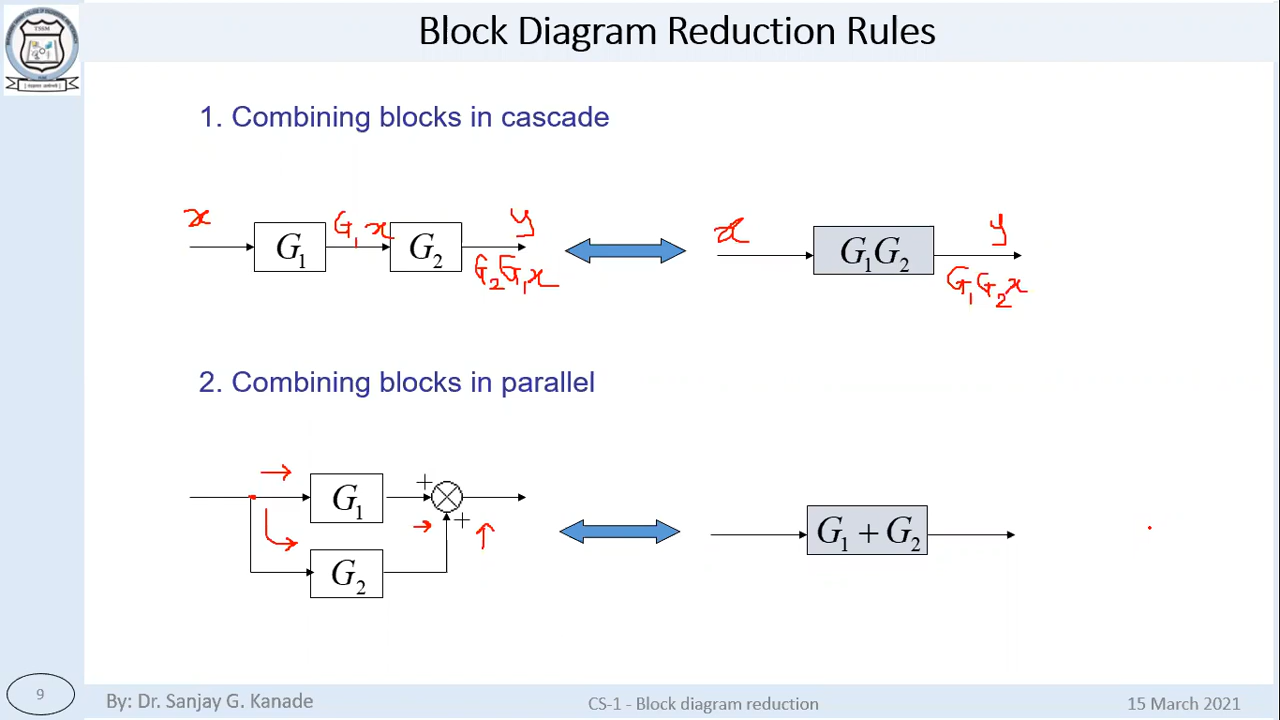 Block Diagram Reduction Rules
TSSM
1. Combining blocks in cascade
x G₁ G₁x G₂ y G₂G₁x
x G₁G₂ y G₁G₂x
2. Combining blocks in parallel
G₁ + + G₂
G₁ + G₂
9 By: Dr. Sanjay G. Kanade CS-1 - Block diagram reduction 15 March 2021